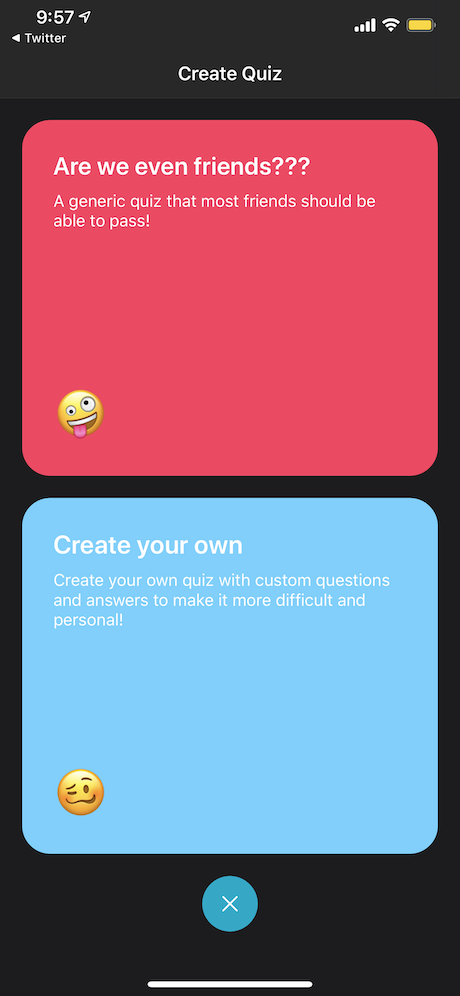 9:57
◀ Twitter
Create Quiz
Are we even friends???
A generic quiz that most friends should be
able to pass!
Create your own
Create your own quiz with custom questions
and answers to make it more difficult and
personal!